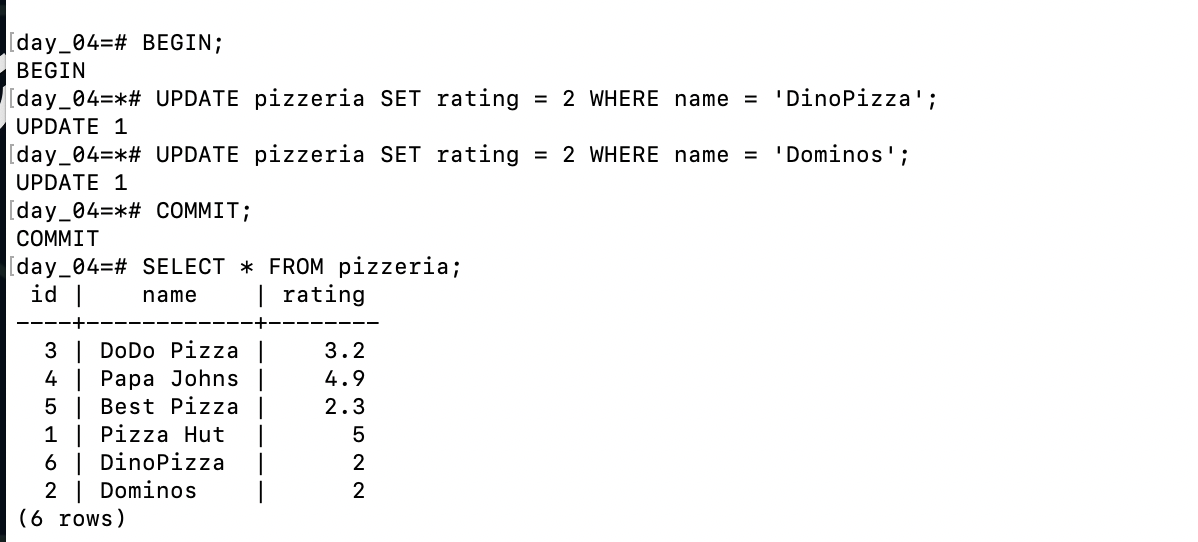 [day_04=# BEGIN;
BEGIN
[day_04=*# UPDATE pizzeria SET rating = 2 WHERE name = 'DinoPizza';
UPDATE 1
[day_04=*# UPDATE pizzeria SET rating = 2 WHERE name = 'Dominos';
UPDATE 1
[day_04=*# COMMIT;
COMMIT
[day_04=# SELECT * FROM pizzeria;
 id |    name    | rating
----+------------+--------
  3 | DoDo Pizza |    3.2
  4 | Papa Johns |    4.9
  5 | Best Pizza |    2.3
  1 | Pizza Hut  |      5
  6 | DinoPizza  |      2
  2 | Dominos    |      2
(6 rows)